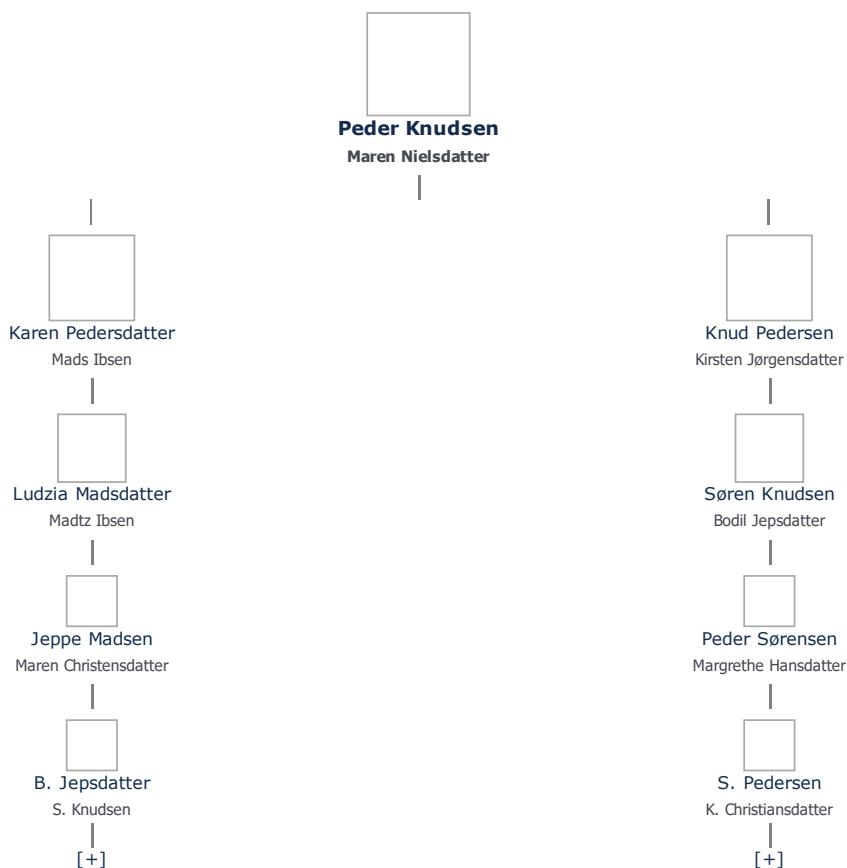 Peder Knudsen
Maren Nielsdatter
Karen Pedersdatter
Mads Ibsen
Knud Pedersen
Kirsten Jørgensdatter
Ludzia Madsdatter
Madtz Ibsen
Søren Knudsen
Bodil Jepsdatter
Jeppe Madsen
Maren Christensdatter
Peder Sørensen
Margrethe Hansdatter
B. Jepsdatter
S. Knudsen
S. Pedersen
K. Christiansdatter
[+]
[+]